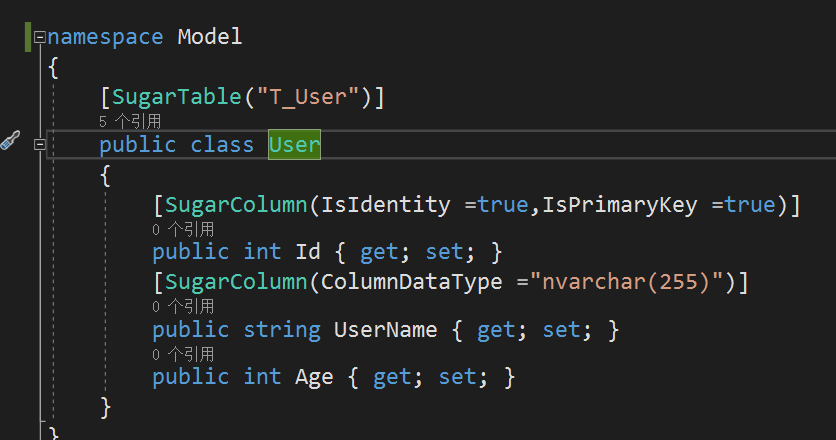 namespace Model
{
[SugarTable("T_User")]
5 个引用
public class User
{
[SugarColumn(IsIdentity =true,IsPrimaryKey =true)]
0 个引用
public int Id { get; set; }
[SugarColumn(ColumnDataType ="nvarchar(255)")]
0 个引用
public string UserName { get; set; }
0 个引用
public int Age { get; set; }
}
}